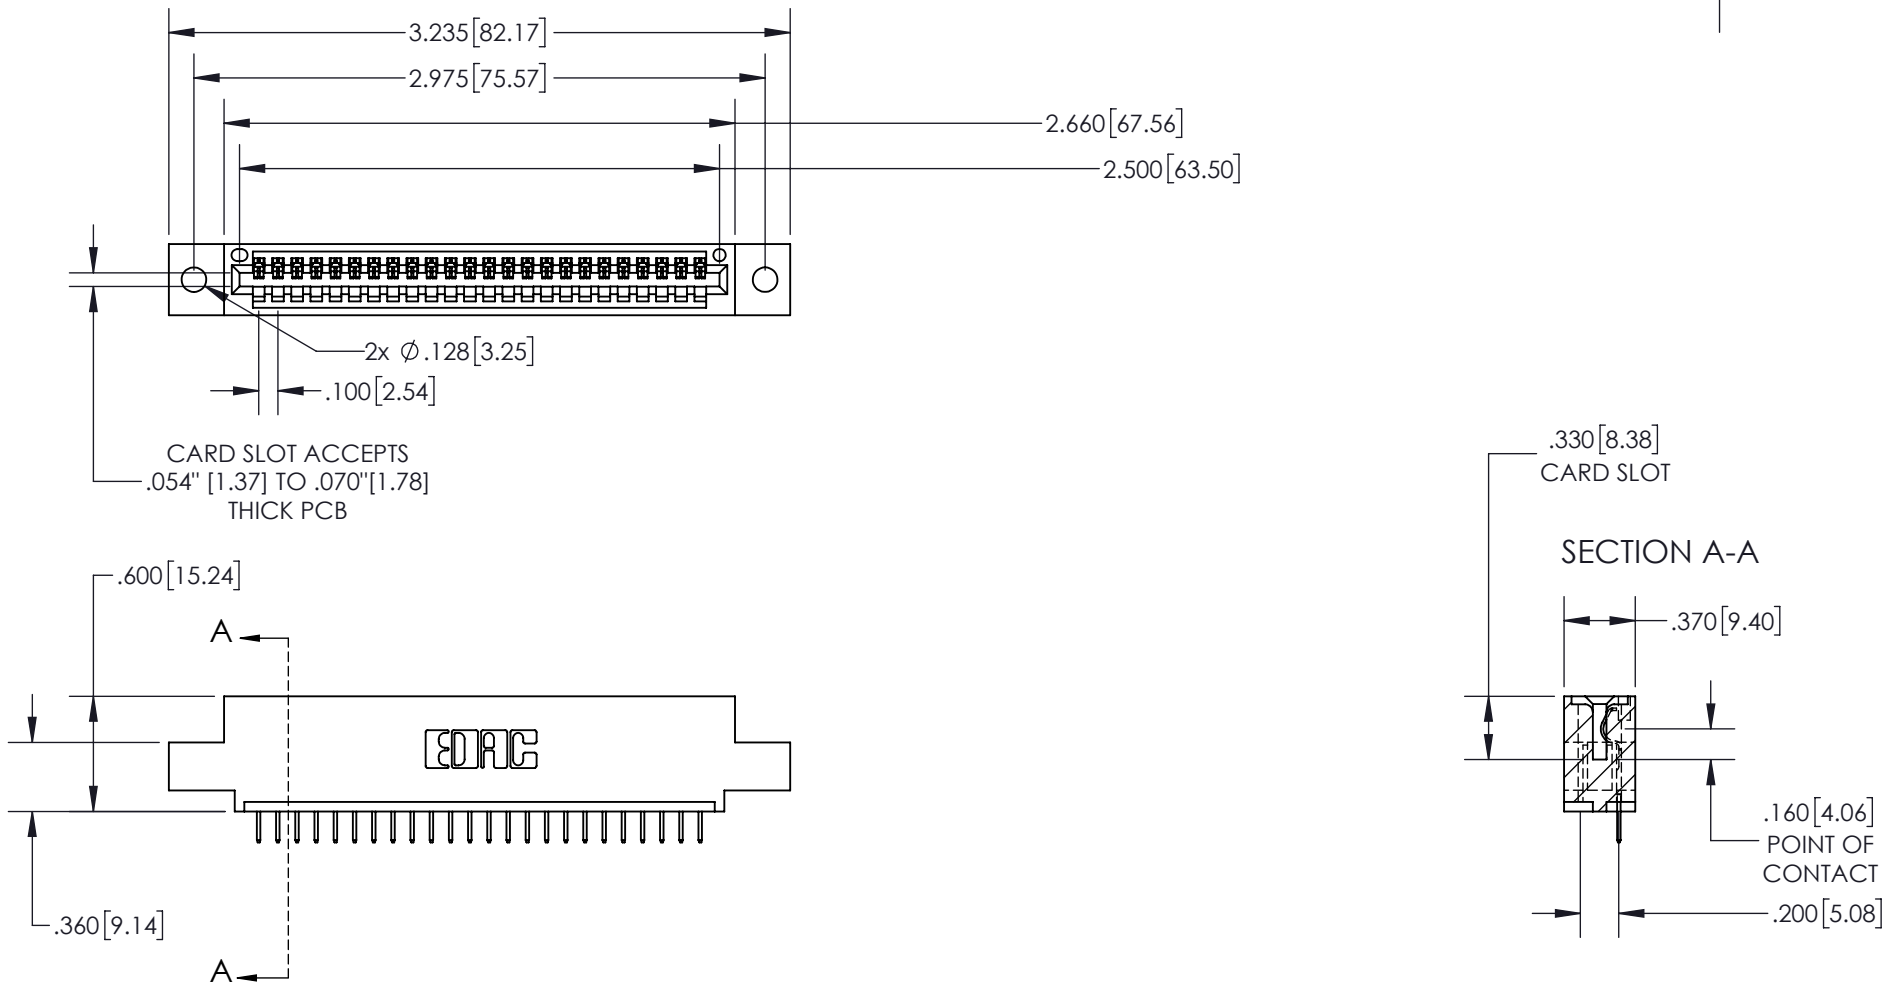 3.235[82.17]
2.975[75.57]
2.660[67.56]
2.500[63.50]
2x Ø.128[3.25]
.100[2.54]
CARD SLOT ACCEPTS
.054" [1.37] TO .070"[1.78]
THICK PCB
.330[8.38]
CARD SLOT
SECTION A-A
.600[15.24]
.370[9.40]
A
EDAC
.160[4.06]
POINT OF
CONTACT
.200[5.08]
.360[9.14]
A